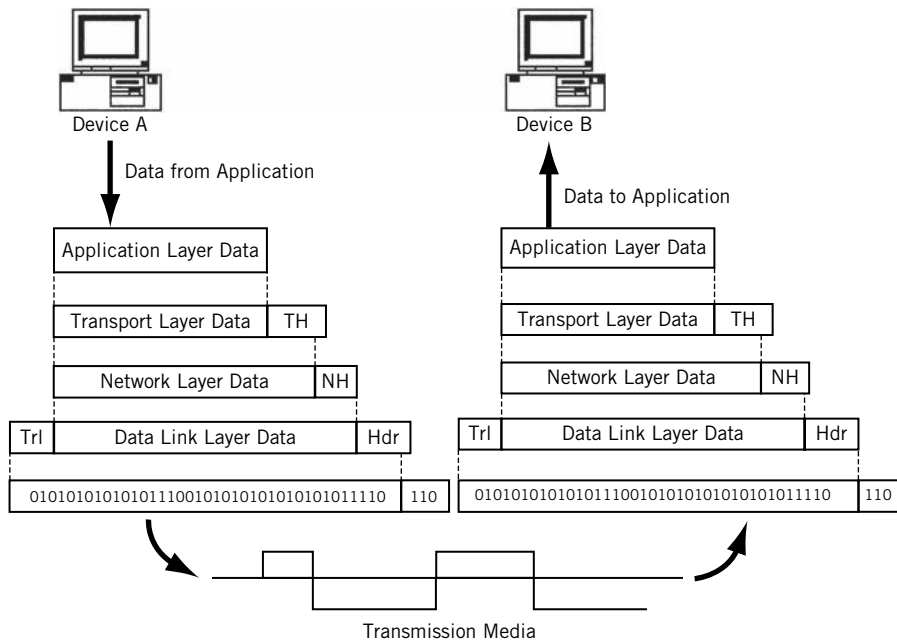 Device A
Device B
Data from Application
Data to Application
Application Layer Data
Application Layer Data
Transport Layer Data TH
Transport Layer Data TH
Network Layer Data NH
Network Layer Data NH
Trl Data Link Layer Data Hdr
Trl Data Link Layer Data Hdr
010101010101011100101010101010101011110 110
010101010101011100101010101010101011110 110
Transmission Media